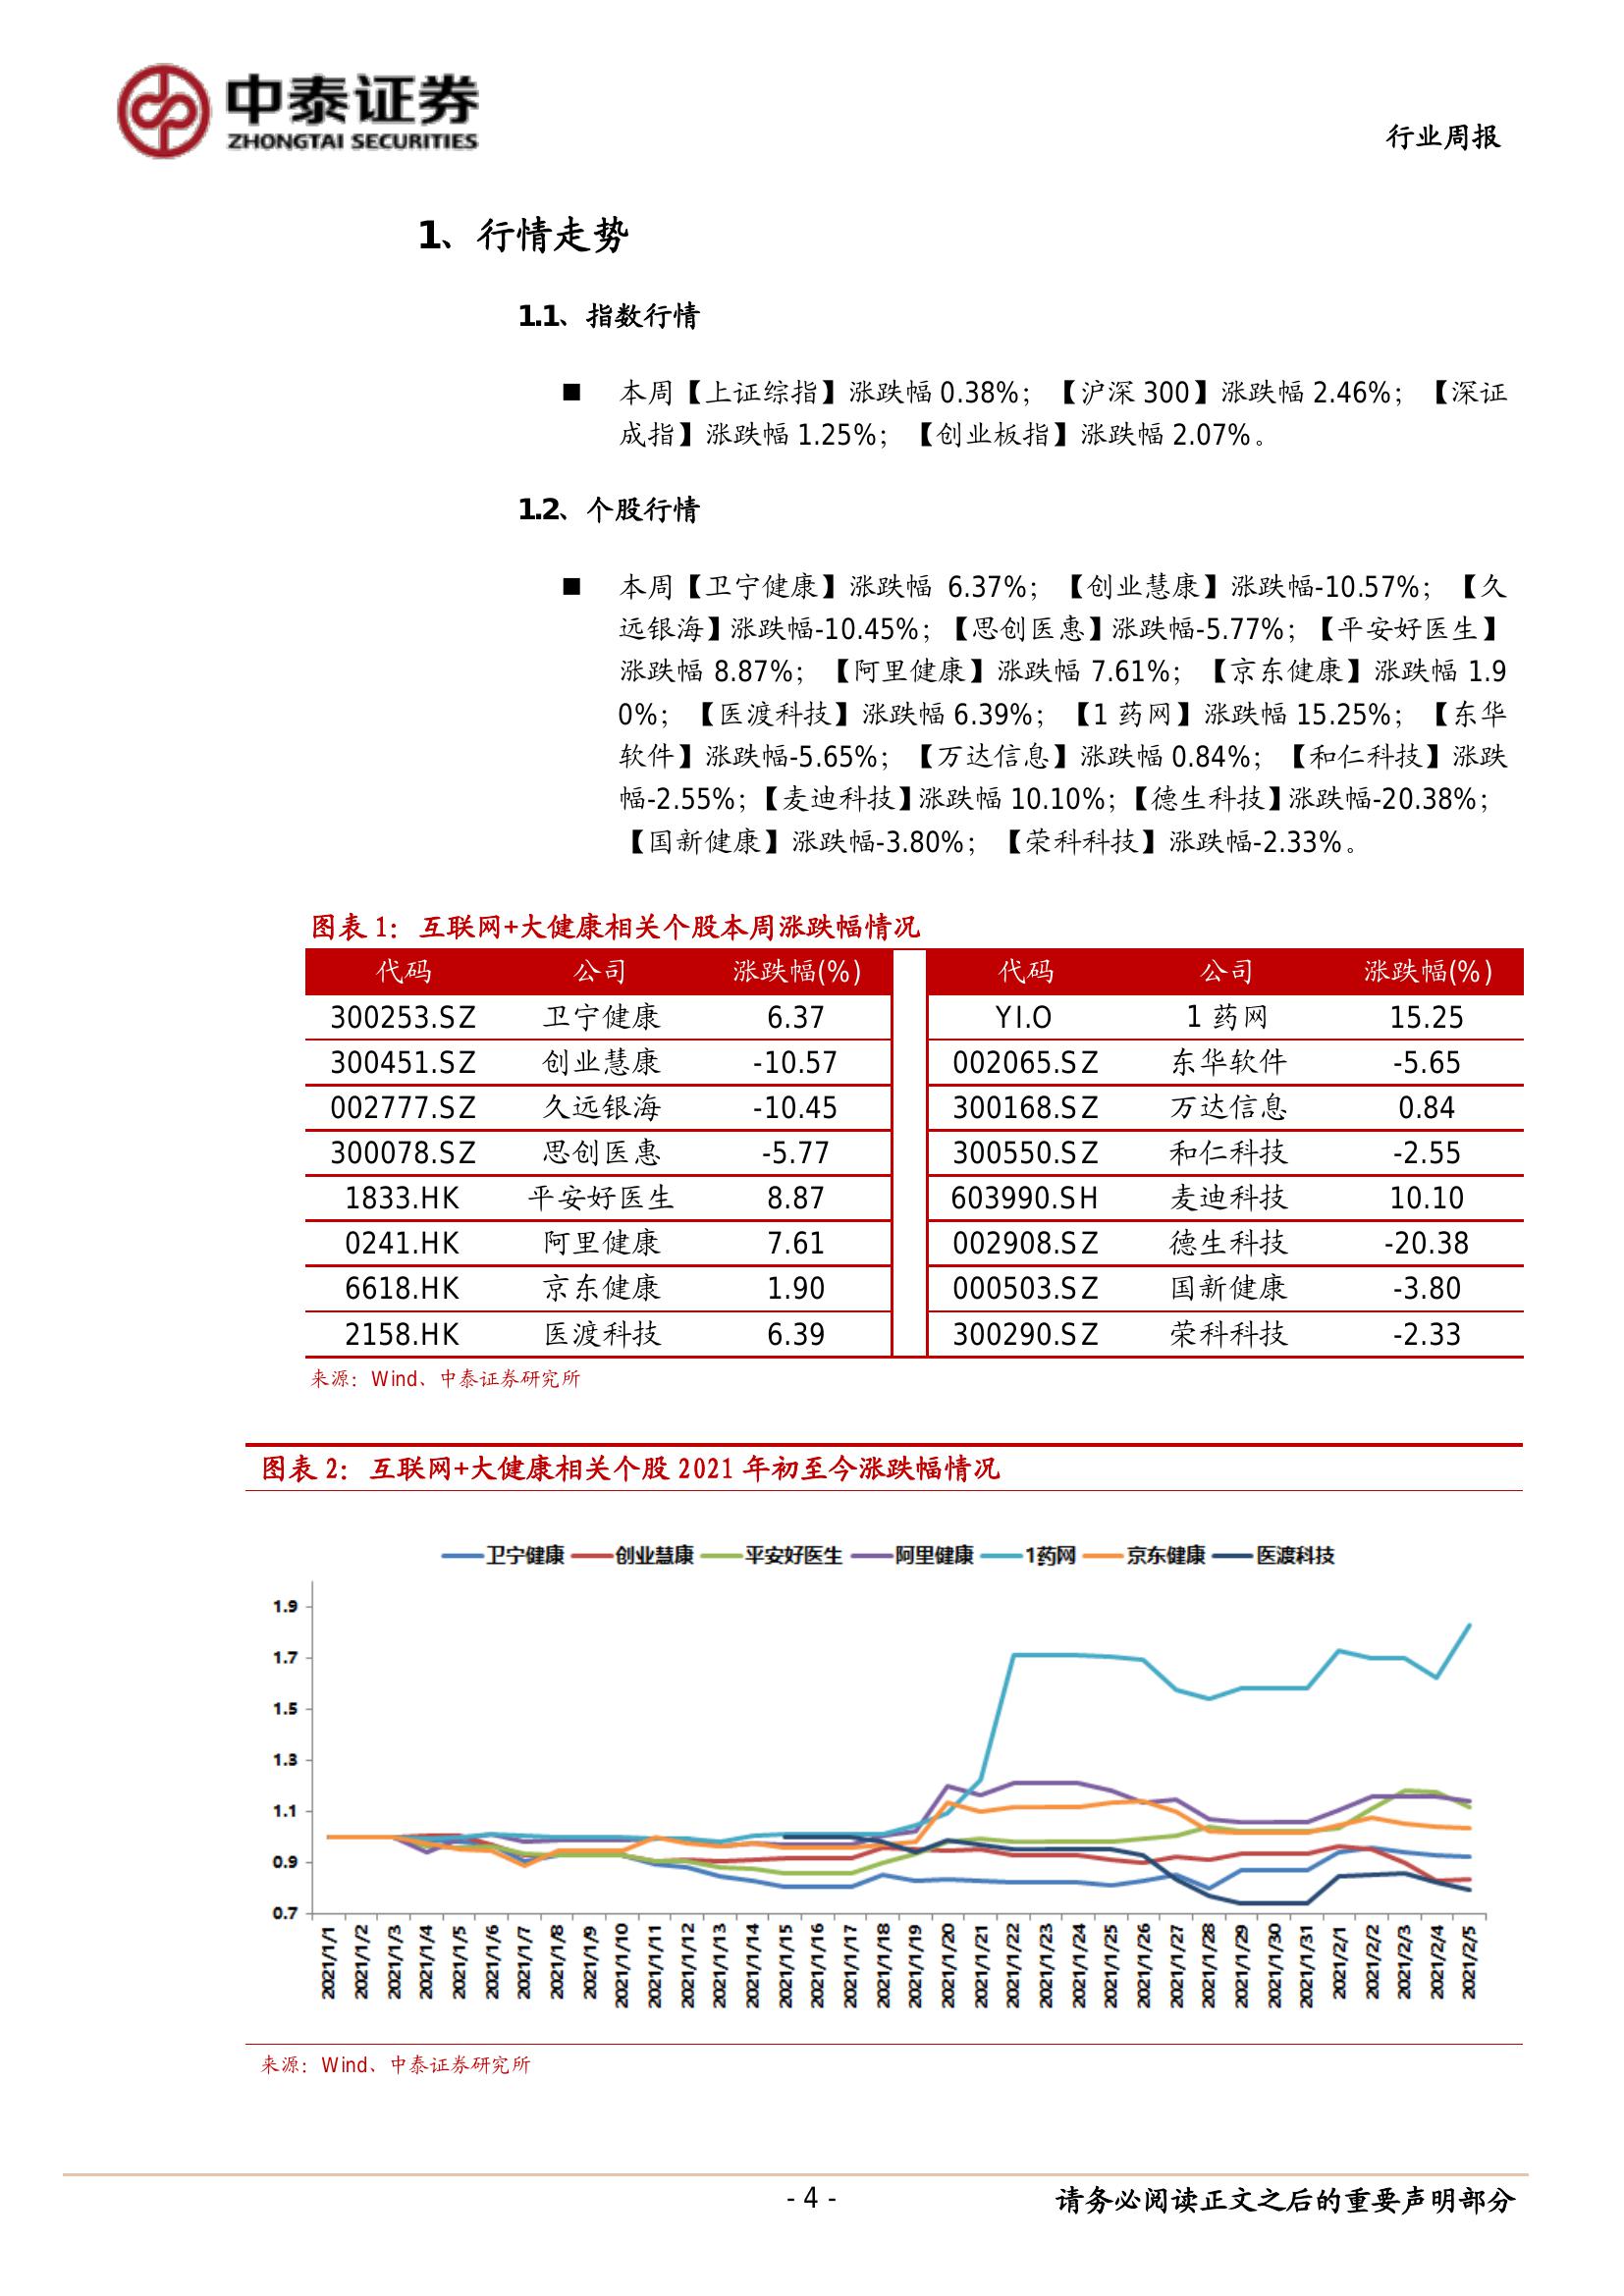 中泰证券
ZHONGTAI SECURITIES
行业周报
1、行情走势
1.1、指数行情
■ 本周【上证综指】涨跌幅 0.38%；【沪深 300】涨跌幅 2.46%；【深证
成指】涨跌幅 1.25%；【创业板指】涨跌幅 2.07%。
1.2、个股行情
■ 本周【卫宁健康】涨跌幅 6.37%；【创业慧康】涨跌幅-10.57%；【久
远银海】涨跌幅-10.45%；【思创医惠】涨跌幅-5.77%；【平安好医生】
涨跌幅 8.87%；【阿里健康】涨跌幅 7.61%；【京东健康】涨跌幅 1.9
0%；【医渡科技】涨跌幅 6.39%；【1 药网】涨跌幅 15.25%；【东华
软件】涨跌幅-5.65%；【万达信息】涨跌幅 0.84%；【和仁科技】涨跌
幅-2.55%；【麦迪科技】涨跌幅 10.10%；【德生科技】涨跌幅-20.38%；
【国新健康】涨跌幅-3.80%；【荣科科技】涨跌幅-2.33%。
图表 1：互联网+大健康相关个股本周涨跌幅情况
代码 公司 涨跌幅(%) 代码 公司 涨跌幅(%)
300253.SZ 卫宁健康 6.37 YI.O 1 药网 15.25
300451.SZ 创业慧康 -10.57 002065.SZ 东华软件 -5.65
002777.SZ 久远银海 -10.45 300168.SZ 万达信息 0.84
300078.SZ 思创医惠 -5.77 300550.SZ 和仁科技 -2.55
1833.HK 平安好医生 8.87 603990.SH 麦迪科技 10.10
0241.HK 阿里健康 7.61 002908.SZ 德生科技 -20.38
6618.HK 京东健康 1.90 000503.SZ 国新健康 -3.80
2158.HK 医渡科技 6.39 300290.SZ 荣科科技 -2.33
来源：Wind、中泰证券研究所
图表 2：互联网+大健康相关个股 2021 年初至今涨跌幅情况
卫宁健康 创业慧康 平安好医生 阿里健康 1药网 京东健康 医渡科技
1.9
1.7
1.5
1.3
1.1
0.9
0.7
2021/1/1 2021/1/2 2021/1/3 2021/1/4 2021/1/5 2021/1/6 2021/1/7 2021/1/8 2021/1/9 2021/1/10 2021/1/11 2021/1/12 2021/1/13 2021/1/14 2021/1/15 2021/1/16 2021/1/17 2021/1/18 2021/1/19 2021/1/20 2021/1/21 2021/1/22 2021/1/23 2021/1/24 2021/1/25 2021/1/26 2021/1/27 2021/1/28 2021/1/29 2021/1/30 2021/1/31 2021/2/1 2021/2/2 2021/2/3 2021/2/4 2021/2/5
来源：Wind、中泰证券研究所
- 4 -
请务必阅读正文之后的重要声明部分